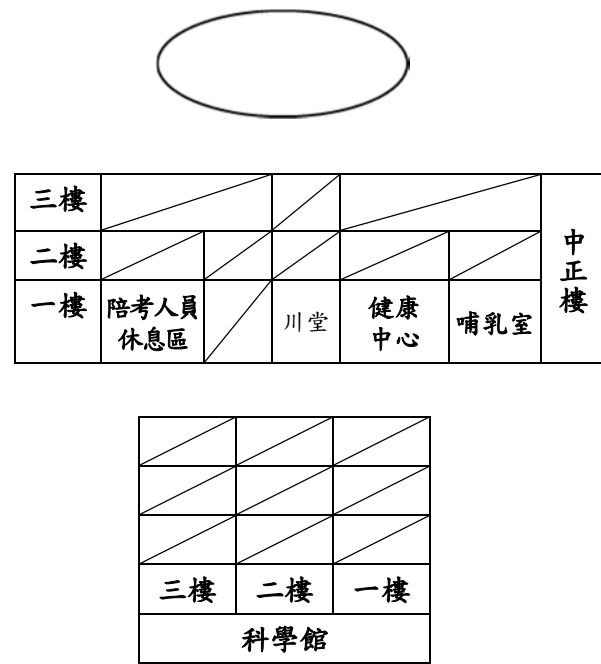 三樓
二樓
一樓
陪考人員
休息區
川堂
健康
中心
哺乳室
中正樓
三樓
二樓
一樓
科學館